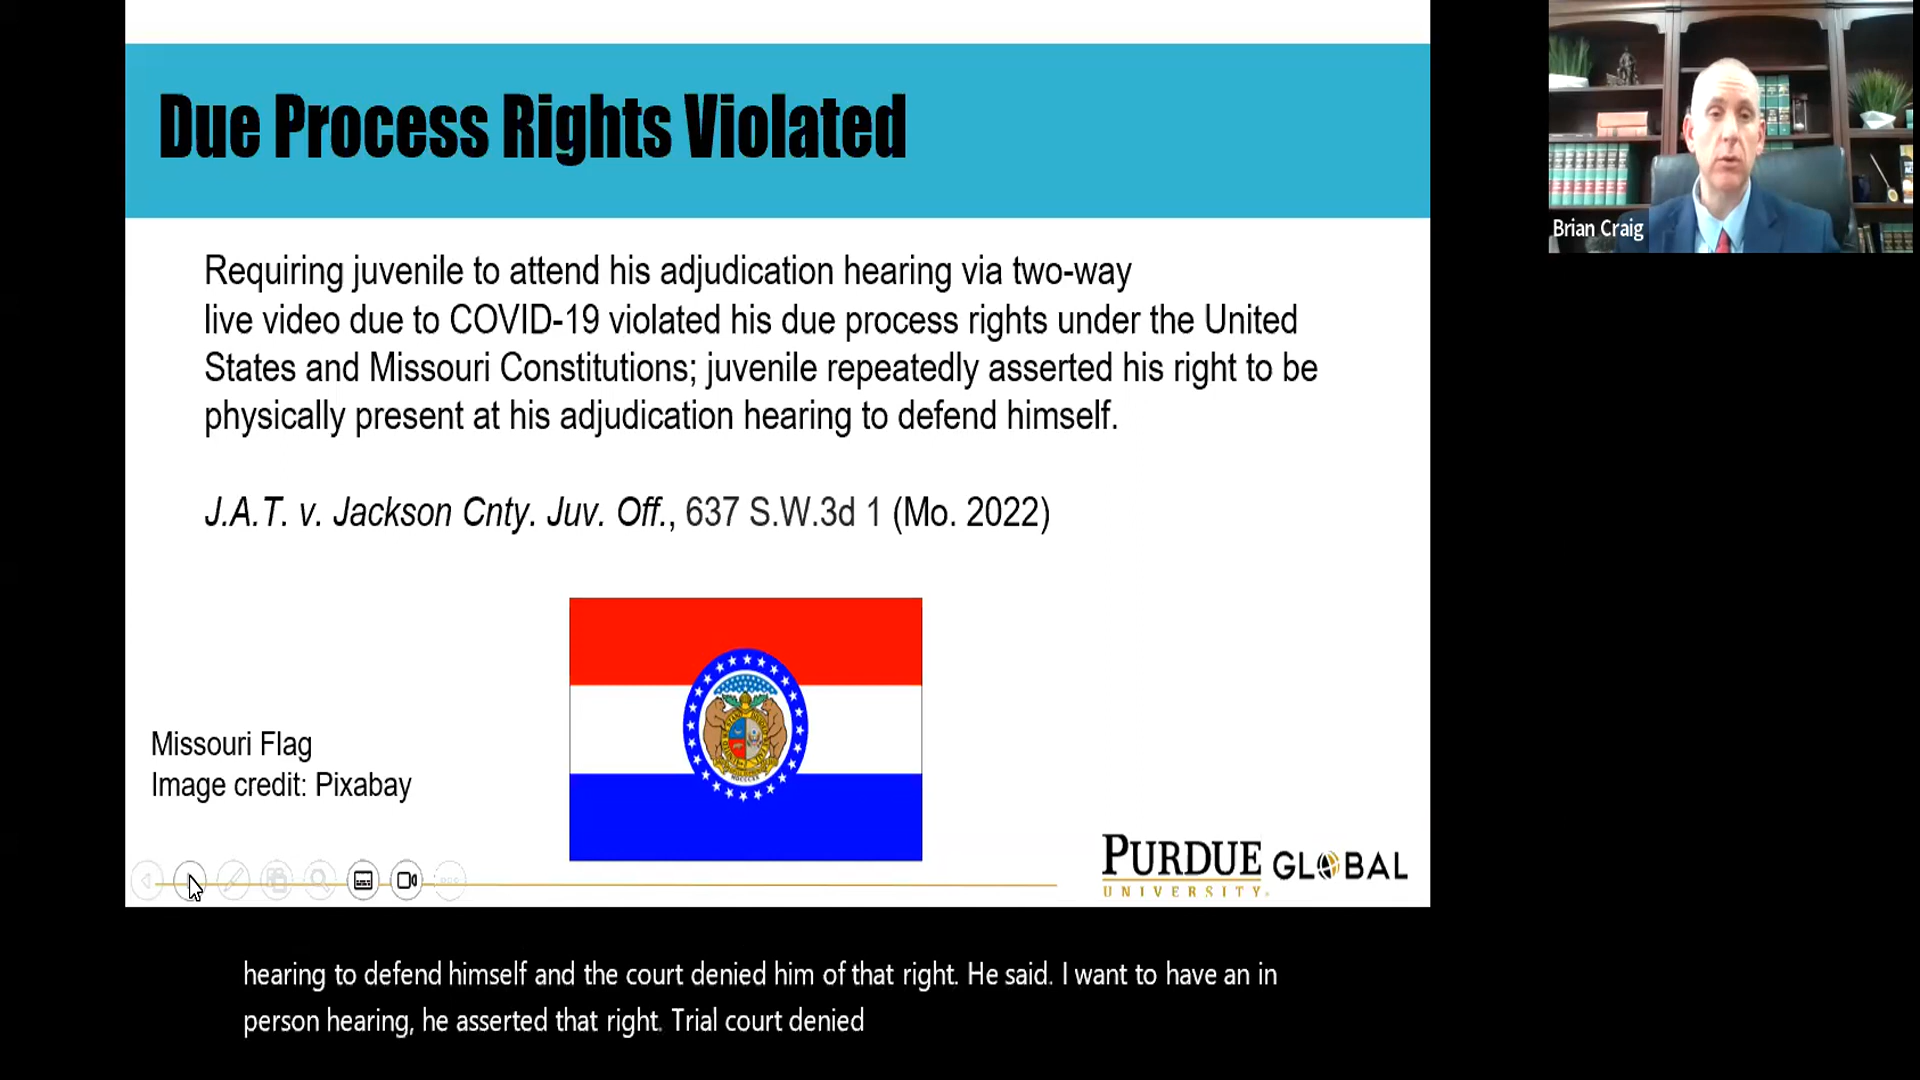 Due Process Rights Violated
Brian Craig
Requiring juvenile to attend his adjudication hearing via two-way
live video due to COVID-19 violated his due process rights under the United
States and Missouri Constitutions; juvenile repeatedly asserted his right to be
physically present at his adjudication hearing to defend himself.
J.A.T. v. Jackson Cnty. Juv. Off., 637 S.W.3d 1 (Mo. 2022)
Missouri Flag
Image credit: Pixabay
PURDUE GLOBAL
UNIVERSITY®
hearing to defend himself and the court denied him of that right. He said. I want to have an in
person hearing, he asserted that right. Trial court denied